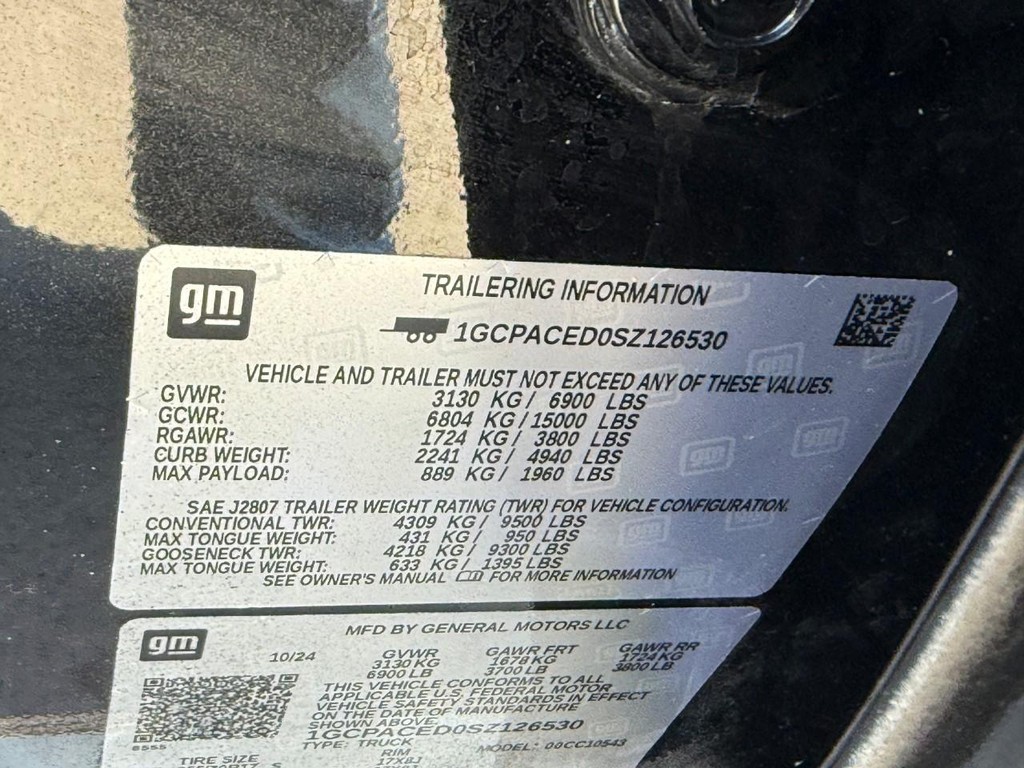 gm
TRAILERING INFORMATION
1GCPACED0SZ126530
VEHICLE AND TRAILER MUST NOT EXCEED ANY OF THESE VALUES.
GVWR: 3130 KG / 6900 LBS
GCWR: 6804 KG / 15000 LBS
RGAWR: 1724 KG / 3800 LBS
CURB WEIGHT: 2241 KG / 4940 LBS
MAX PAYLOAD: 889 KG / 1960 LBS
SAE J2807 TRAILER WEIGHT RATING (TWR) FOR VEHICLE CONFIGURATION.
CONVENTIONAL TWR: 4309 KG / 9500 LBS
MAX TONGUE WEIGHT: 431 KG / 950 LBS
GOOSENECK TWR: 4218 KG / 9300 LBS
MAX TONGUE WEIGHT: 633 KG / 1395 LBS
SEE OWNER'S MANUAL FOR MORE INFORMATION
gm
MFD BY GENERAL MOTORS LLC
10/24 GVWR GAWR FRT GAWR RR
3130 KG 1678 KG 1724 KG
6900 LB 3700 LB 3800 LB
THIS VEHICLE CONFORMS TO ALL
APPLICABLE U.S. FEDERAL MOTOR
VEHICLE SAFETY STANDARDS IN EFFECT
ON THE DATE OF MANUFACTURE
SHOWN ABOVE.
1GCPACED0SZ126530
6555 TYPE: TRUCK MODEL: 00CC10543
TIRE SIZE RIM
17X8J